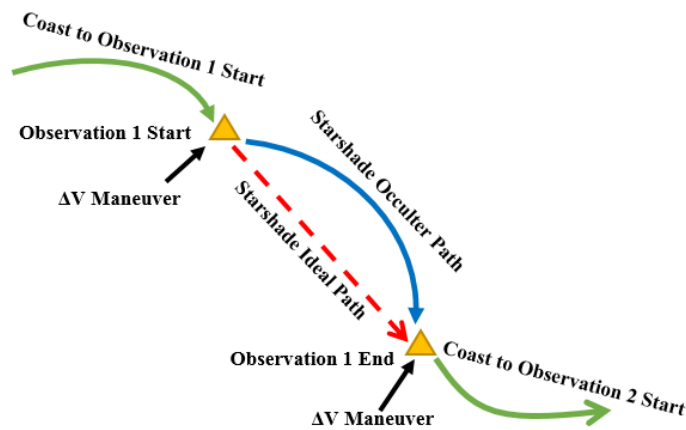 Coast to Observation 1 Start
Observation 1 Start
ΔV Maneuver
Starshade Occulter Path
Starshade Ideal Path
Observation 1 End
Coast to Observation 2 Start
ΔV Maneuver